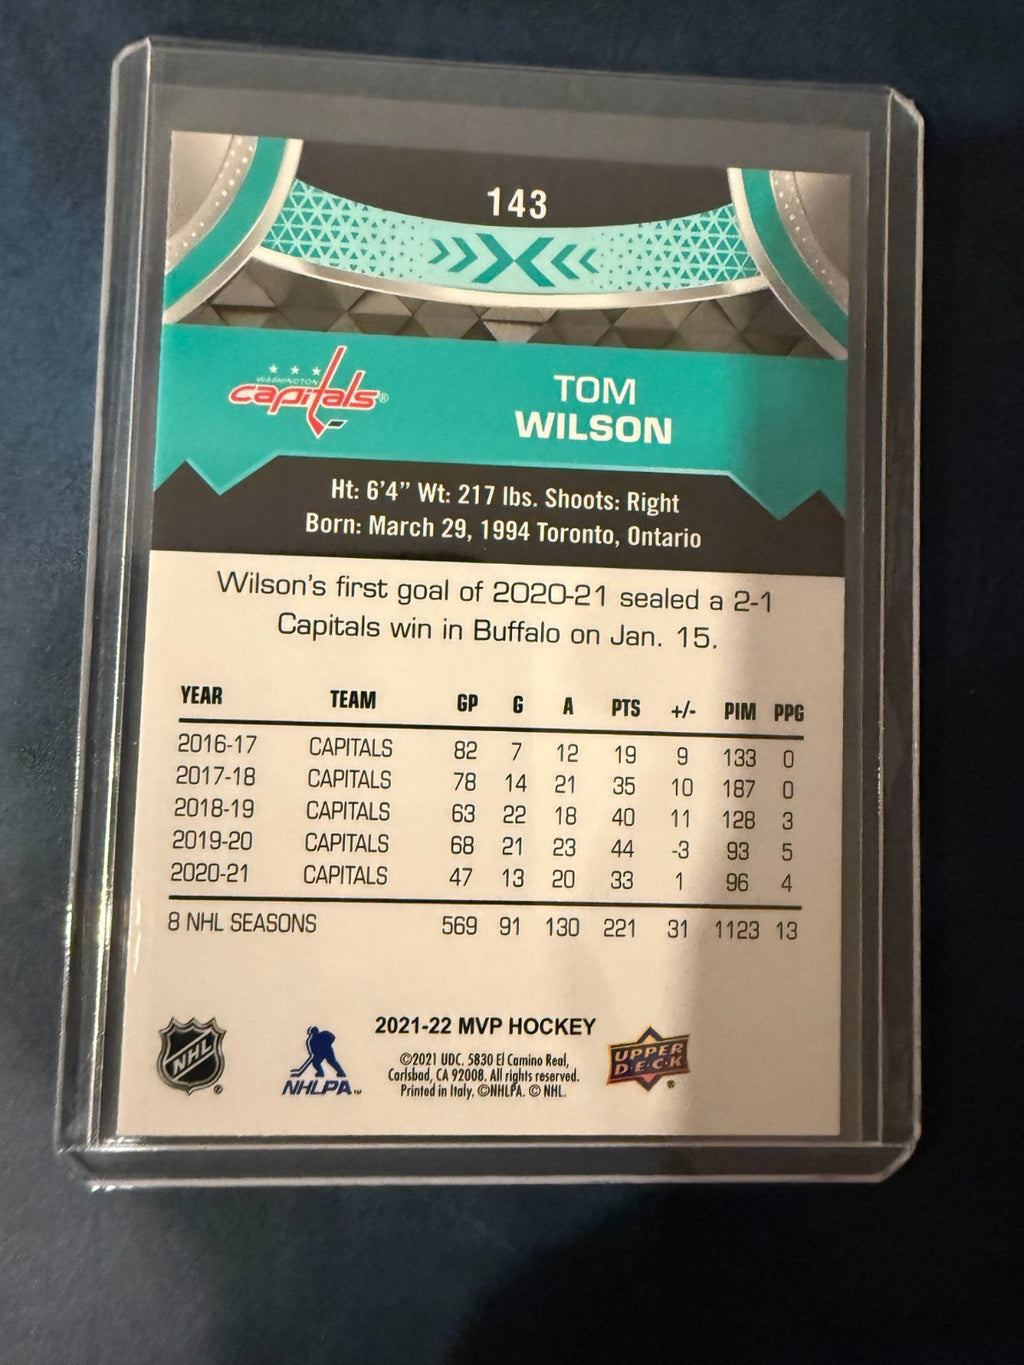 143
WASHINGTON
capitals®
TOM
WILSON
Ht: 6'4" Wt: 217 lbs. Shoots: Right
Born: March 29, 1994 Toronto, Ontario
Wilson's first goal of 2020-21 sealed a 2-1
Capitals win in Buffalo on Jan. 15.
YEAR TEAM GP G A PTS +/- PIM PPG
2016-17 CAPITALS 82 7 12 19 9 133 0
2017-18 CAPITALS 78 14 21 35 10 187 0
2018-19 CAPITALS 63 22 18 40 11 128 3
2019-20 CAPITALS 68 21 23 44 -3 93 5
2020-21 CAPITALS 47 13 20 33 1 96 4
8 NHL SEASONS 569 91 130 221 31 1123 13
NHL®
NHLPA™
2021-22 MVP HOCKEY
©2021 UDC. 5830 El Camino Real,
Carlsbad, CA 92008. All rights reserved.
Printed in Italy. ©NHLPA. © NHL.
UPPER
D·E·C·K®